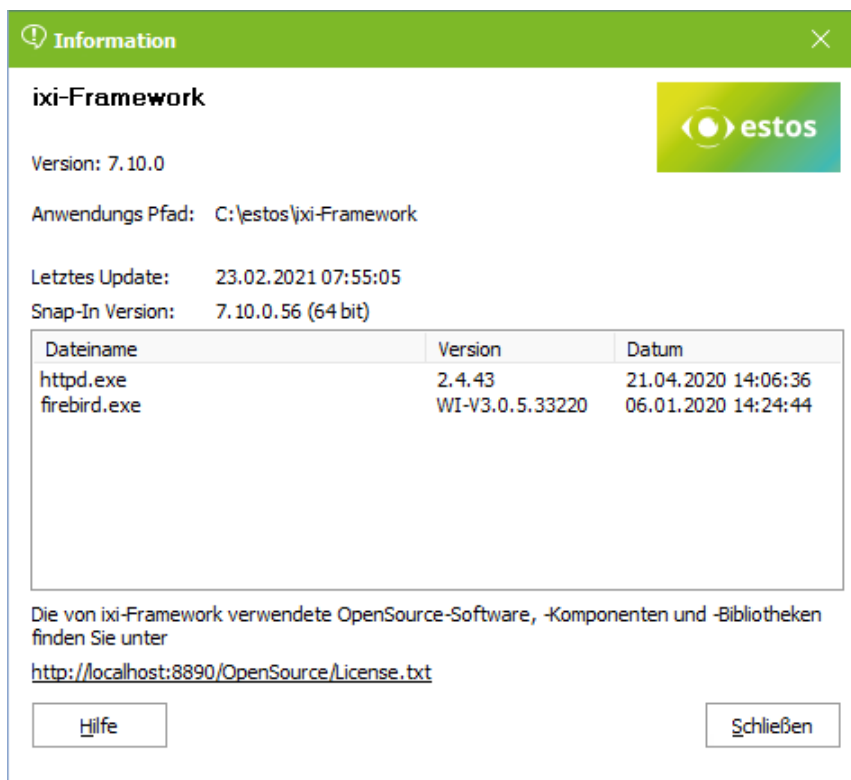 Information
ixi-Framework
estos
Version: 7.10.0
Anwendungs Pfad: C:\estos\ixi-Framework
Letztes Update: 23.02.2021 07:55:05
Snap-In Version: 7.10.0.56 (64 bit)
Dateiname Version Datum
httpd.exe 2.4.43 21.04.2020 14:06:36
firebird.exe WI-V3.0.5.33220 06.01.2020 14:24:44
Die von ixi-Framework verwendete OpenSource-Software, -Komponenten und -Bibliotheken
finden Sie unter
http://localhost:8890/OpenSource/License.txt
Hilfe Schließen